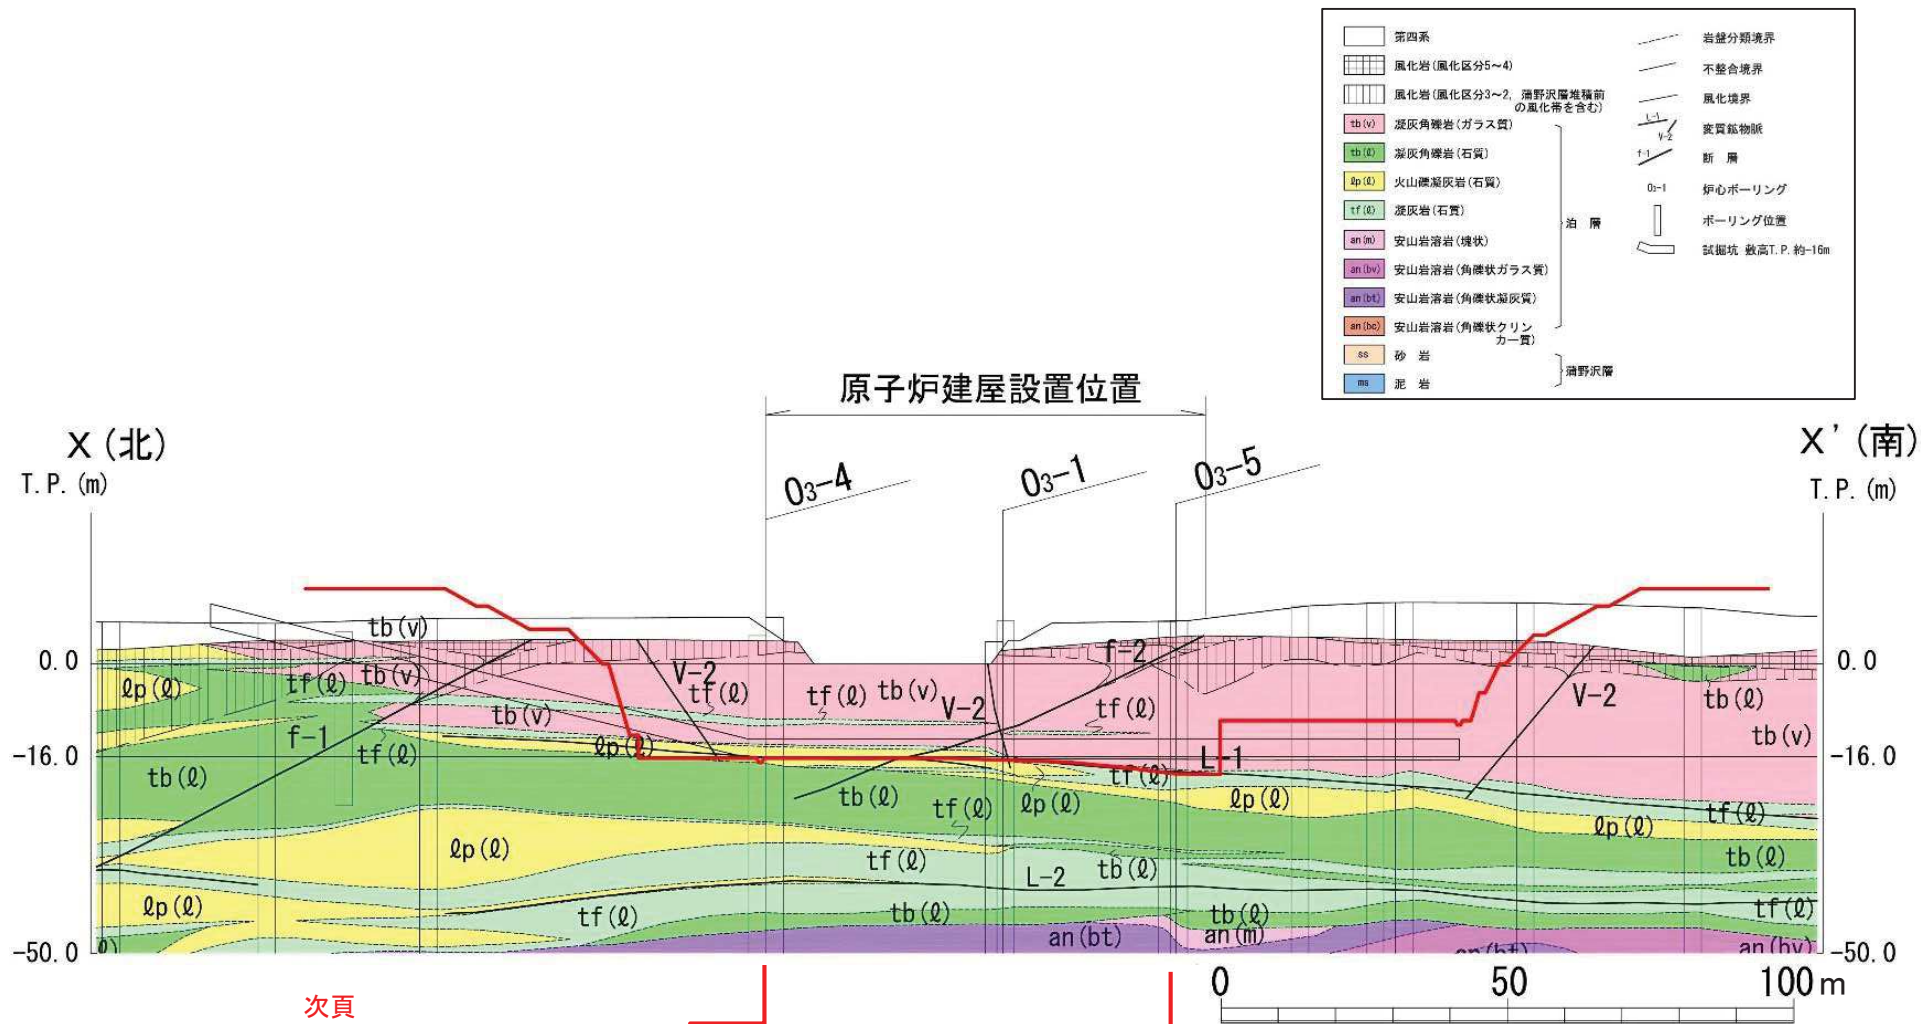 第四系
風化岩(風化区分5~4)
風化岩(風化区分3~2, 蒲野沢層堆積前
の風化帯を含む)
tb(v) 凝灰角礫岩(ガラス質)
tb(ℓ) 凝灰角礫岩(石質)
ℓp(ℓ) 火山礫凝灰岩(石質)
tf(ℓ) 凝灰岩(石質)
an(m) 安山岩溶岩(塊状)
an(bv) 安山岩溶岩(角礫状ガラス質)
an(bt) 安山岩溶岩(角礫状凝灰質)
an(bc) 安山岩溶岩(角礫状クリン
カー質)
泊 層
ss 砂 岩
ms 泥 岩
蒲野沢層
岩盤分類境界
不整合境界
風化境界
L-1
V-2
変質鉱物脈
f-1
断 層
O3-1 炉心ボーリング
ボーリング位置
試掘坑 敷高T.P.約-16m
原子炉建屋設置位置
X(北)
X'(南)
T.P.(m)
T.P.(m)
O3-4
O3-1
O3-5
tb(v)
f-2
0.0
0.0
ℓp(ℓ)
tf(ℓ)
tb(v)
V-2
tf(ℓ)
tf(ℓ)
tb(v)
V-2
tf(ℓ)
V-2
tb(ℓ)
tb(v)
f-1
tf(ℓ)
ℓp(ℓ)
tb(v)
-16.0
L-1
-16.0
tb(ℓ)
tb(ℓ)
tf(ℓ)
tf(ℓ)
ℓp(ℓ)
ℓp(ℓ)
tf(ℓ)
ℓp(ℓ)
ℓp(ℓ)
tf(ℓ)
L-2
tb(ℓ)
tb(ℓ)
ℓp(ℓ)
tf(ℓ)
tb(ℓ)
tb(ℓ)
tf(ℓ)
an(bt)
an(m)
an(bt)
an(bv)
-50.0
-50.0
0
50
100m
次頁